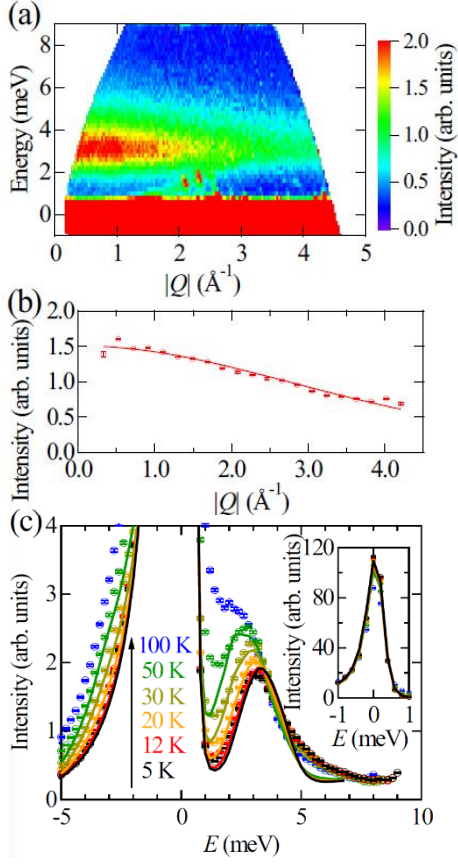 (a)
8
6
4
2
0
Energy (meV)
0 1 2 3 4 5
|Q| (Å⁻¹)
2.0
1.5
1.0
0.5
0.0
Intensity (arb. units)
(b)
2.0
1.5
1.0
0.5
0.0
Intensity (arb. units)
0.0 1.0 2.0 3.0 4.0
|Q| (Å⁻¹)
(c)
4
3
2
1
0
Intensity (arb. units)
100 K
50 K
30 K
20 K
12 K
5 K
-5 0 5 10
E (meV)
120
80
40
0
Intensity (arb. units)
-1 0 1
E (meV)